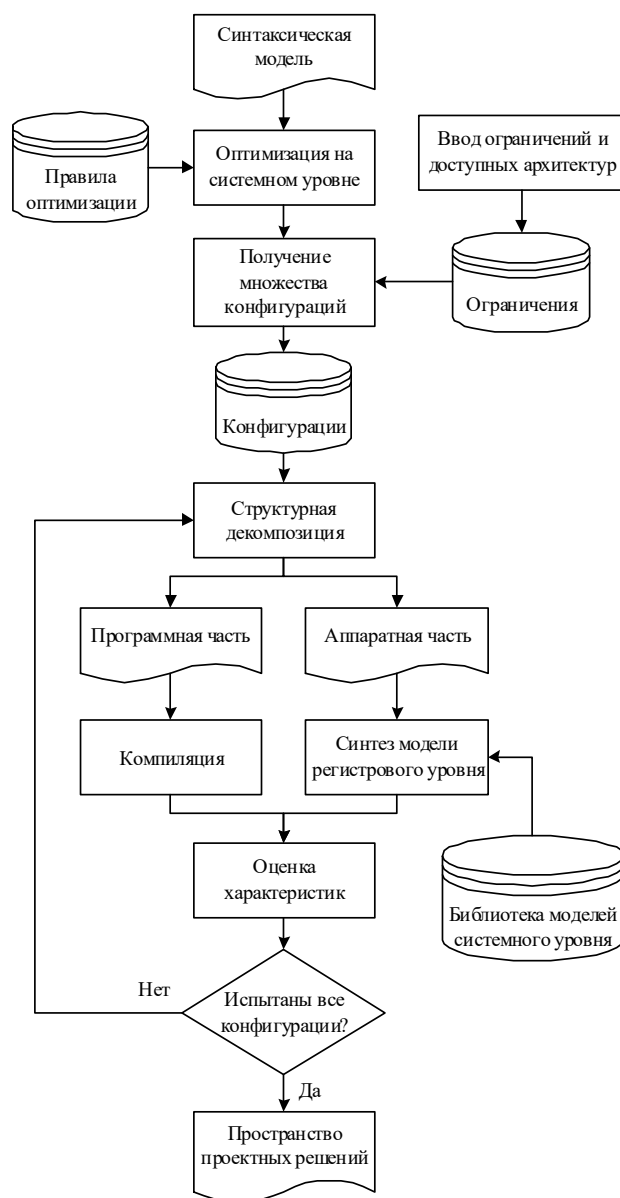 Синтаксическая
модель
Правила
оптимизации
Оптимизация на
системном уровне
Ввод ограничений и
доступных архитектур
Получение
множества
конфигураций
Ограничения
Конфигурации
Структурная
декомпозиция
Программная часть
Аппаратная часть
Компиляция
Синтез модели
регистрового уровня
Оценка
характеристик
Библиотека моделей
системного уровня
Нет
Испытаны все
конфигурации?
Да
Пространство
проектных решений